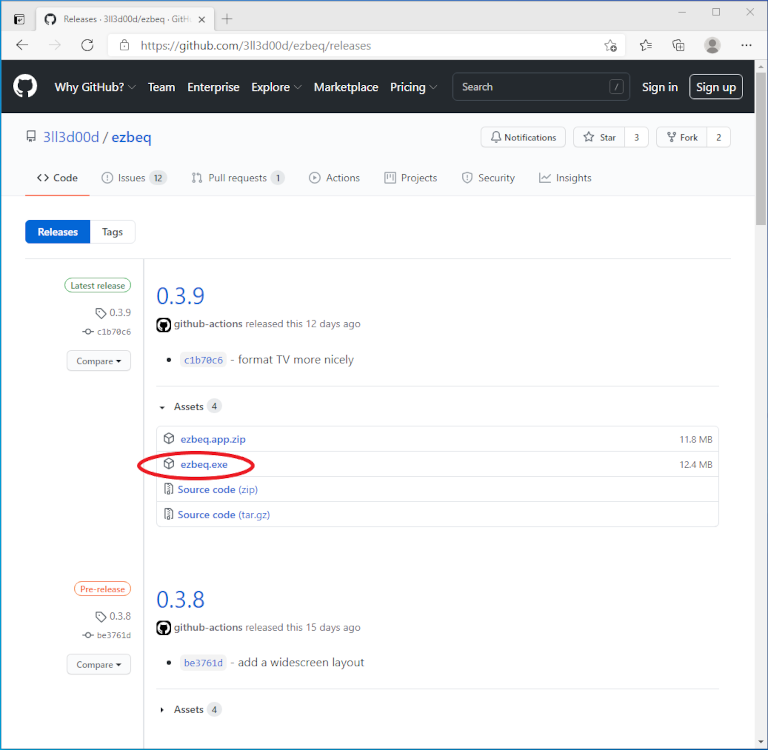 Releases · 3ll3d00d/ezbeq · GitH
https://github.com/3ll3d00d/ezbeq/releases
Why GitHub? Team Enterprise Explore Marketplace Pricing Search / Sign in Sign up
3ll3d00d / ezbeq Notifications Star 3 Fork 2
Code Issues 12 Pull requests 1 Actions Projects Security Insights
Releases Tags
Latest release
0.3.9
c1b70c6
Compare
0.3.9
github-actions released this 12 days ago
c1b70c6 - format TV more nicely
Assets 4
ezbeq.app.zip 11.8 MB
ezbeq.exe 12.4 MB
Source code (zip)
Source code (tar.gz)
Pre-release
0.3.8
be3761d
Compare
0.3.8
github-actions released this 15 days ago
be3761d - add a widescreen layout
Assets 4